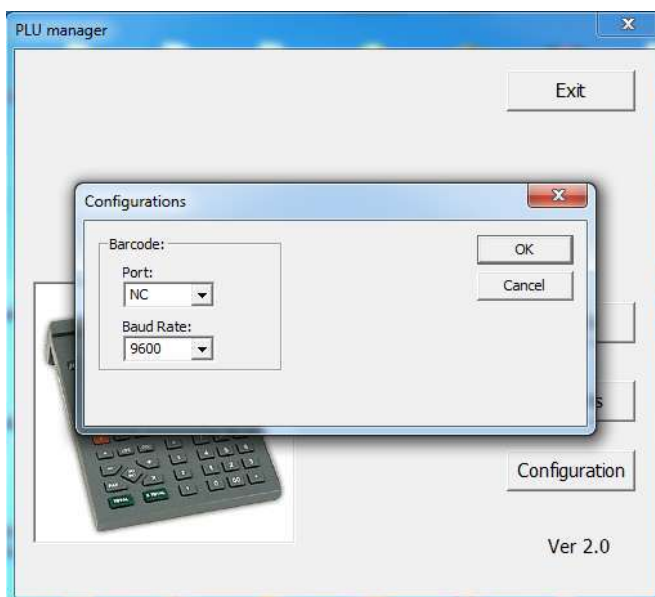 PLU manager
Exit
Configurations
Barcode:
Port:
NC
Baud Rate:
9600
OK
Cancel
s
Configuration
Ver 2.0